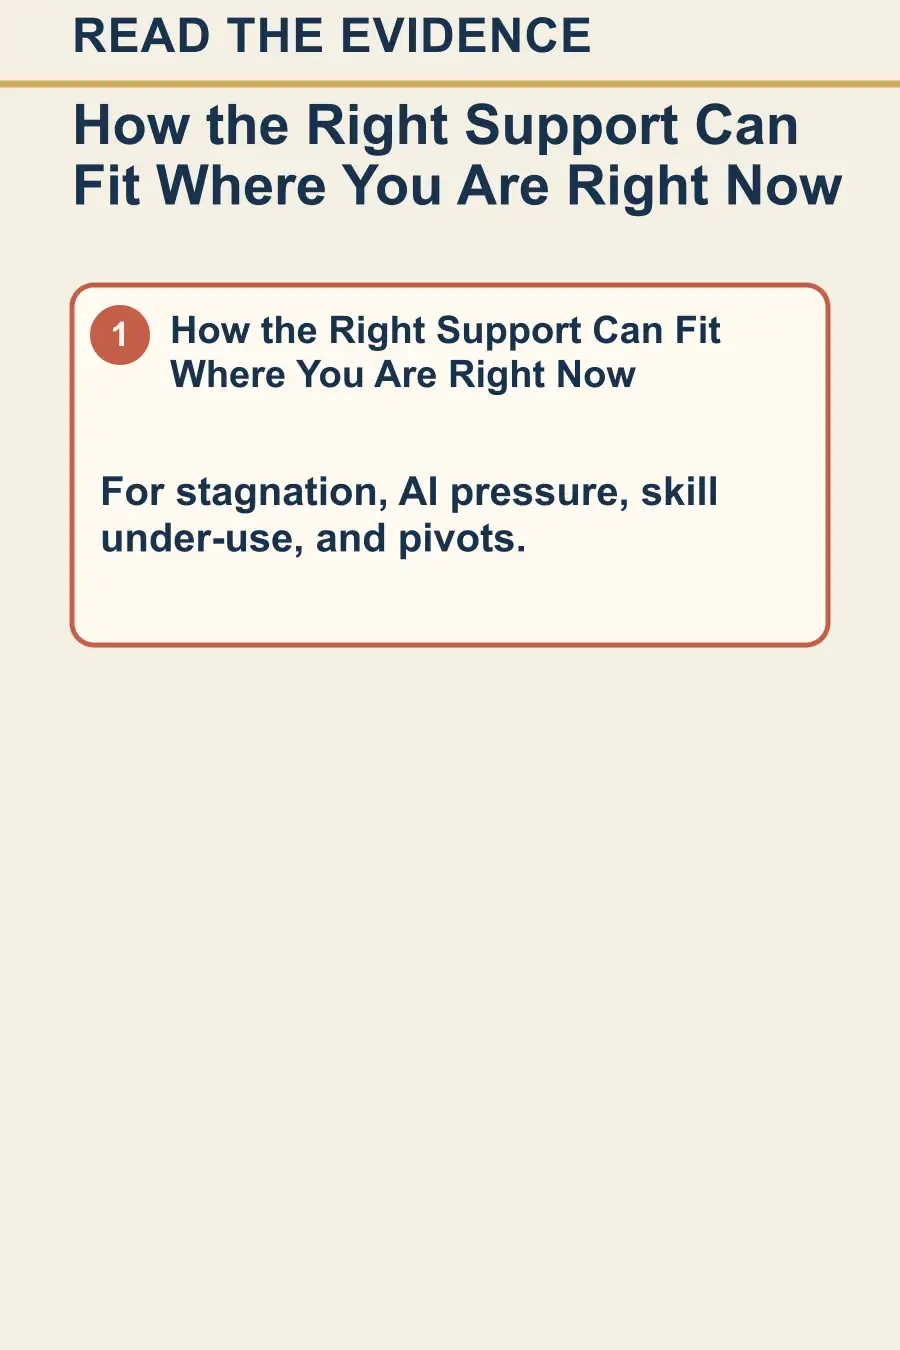 READ THE EVIDENCE
How the Right Support Can
Fit Where You Are Right Now
1
How the Right Support Can Fit
Where You Are Right Now
For stagnation, AI pressure, skill
under-use, and pivots.